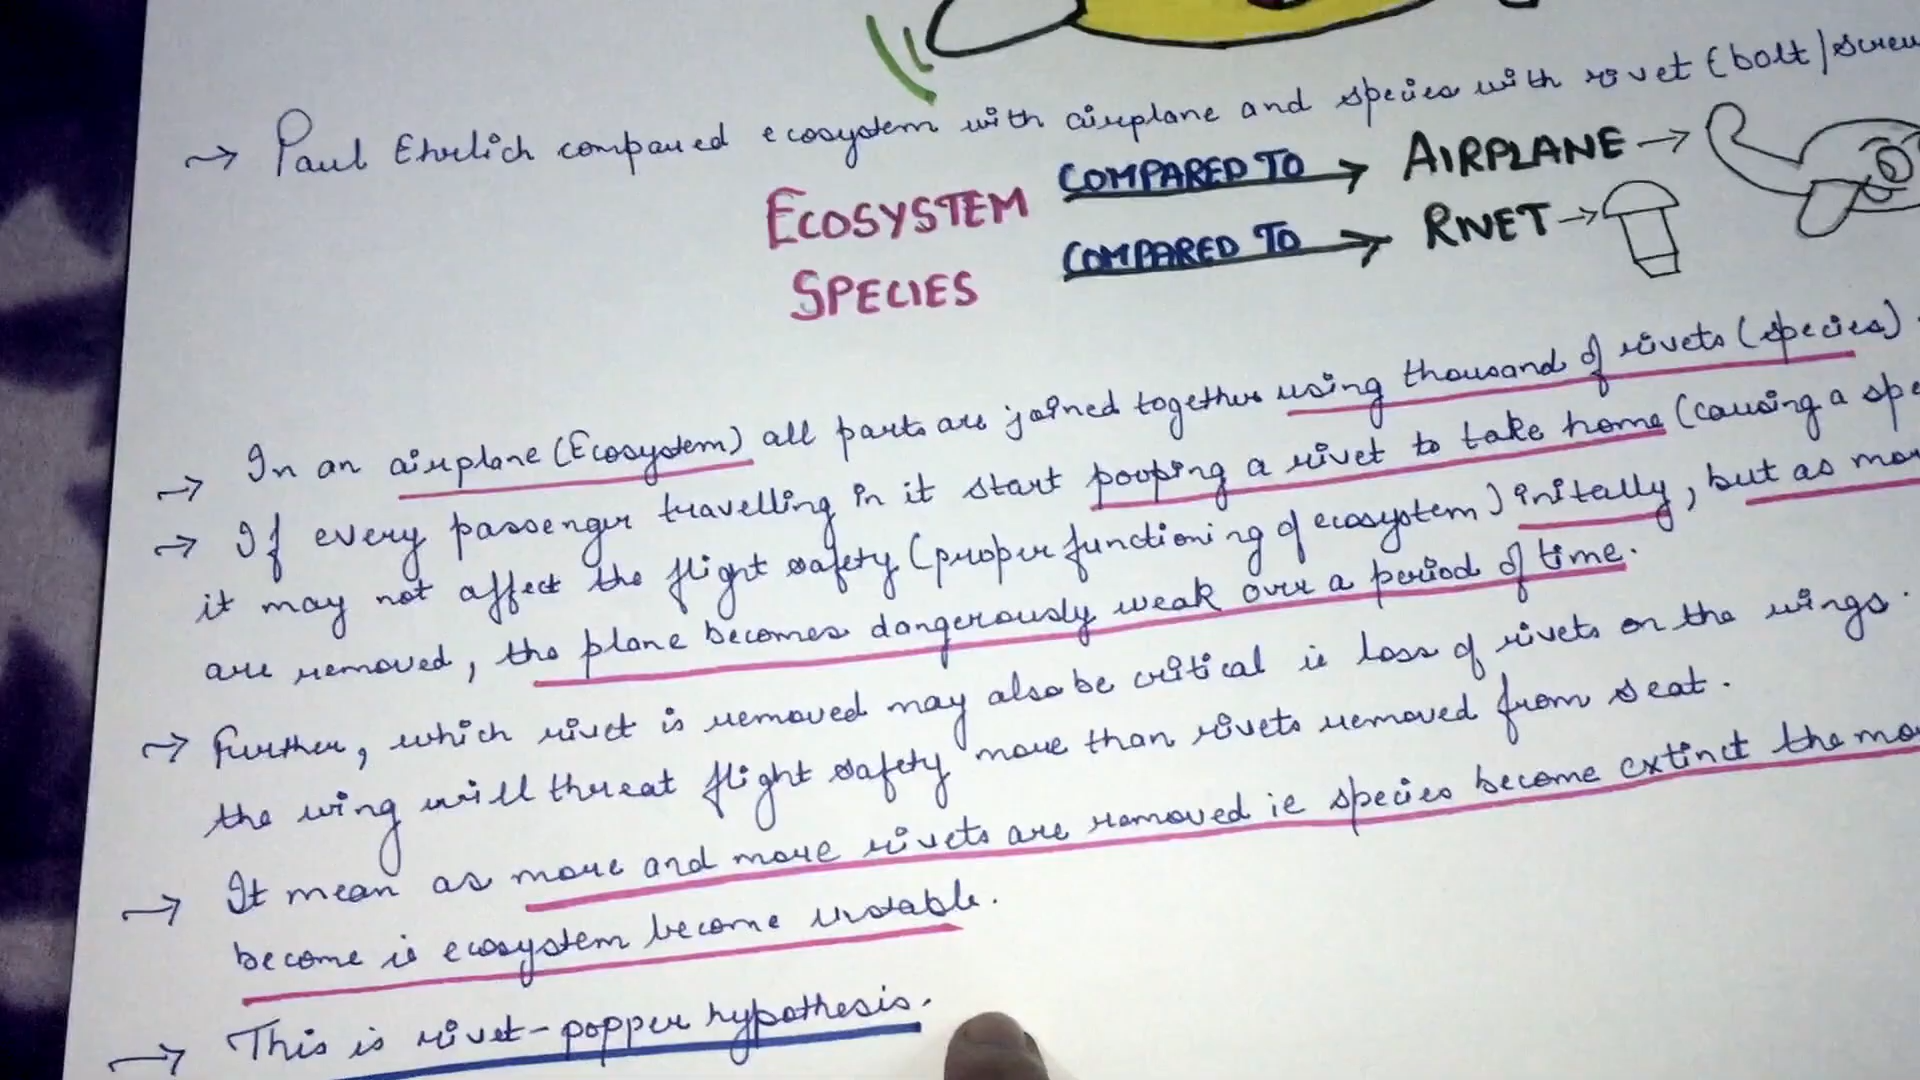 → Paul Ehrlich compared ecosystem with airplane and species with rivet (bolt/screw
ECOSYSTEM COMPARED TO → AIRPLANE →
SPECIES COMPARED TO → RIVET →
→ In an airplane (Ecosystem) all parts are joined together using thousand of rivets (species)
→ If every passenger travelling in it start pooping a rivet to take home (causing a spe
it may not affect the flight safety (proper functioning of ecosystem) initally, but as mor
are removed, the plane becomes dangerously weak over a period of time.
→ Further, which rivet is removed may also be critical ie loss of rivets on the wings.
the wing will threat flight safety more than rivets removed from seat.
→ It mean as more and more rivets are removed ie species become extinct the mo
become ie ecosystem become unstable.
→ This is rivet-popper hypothesis.